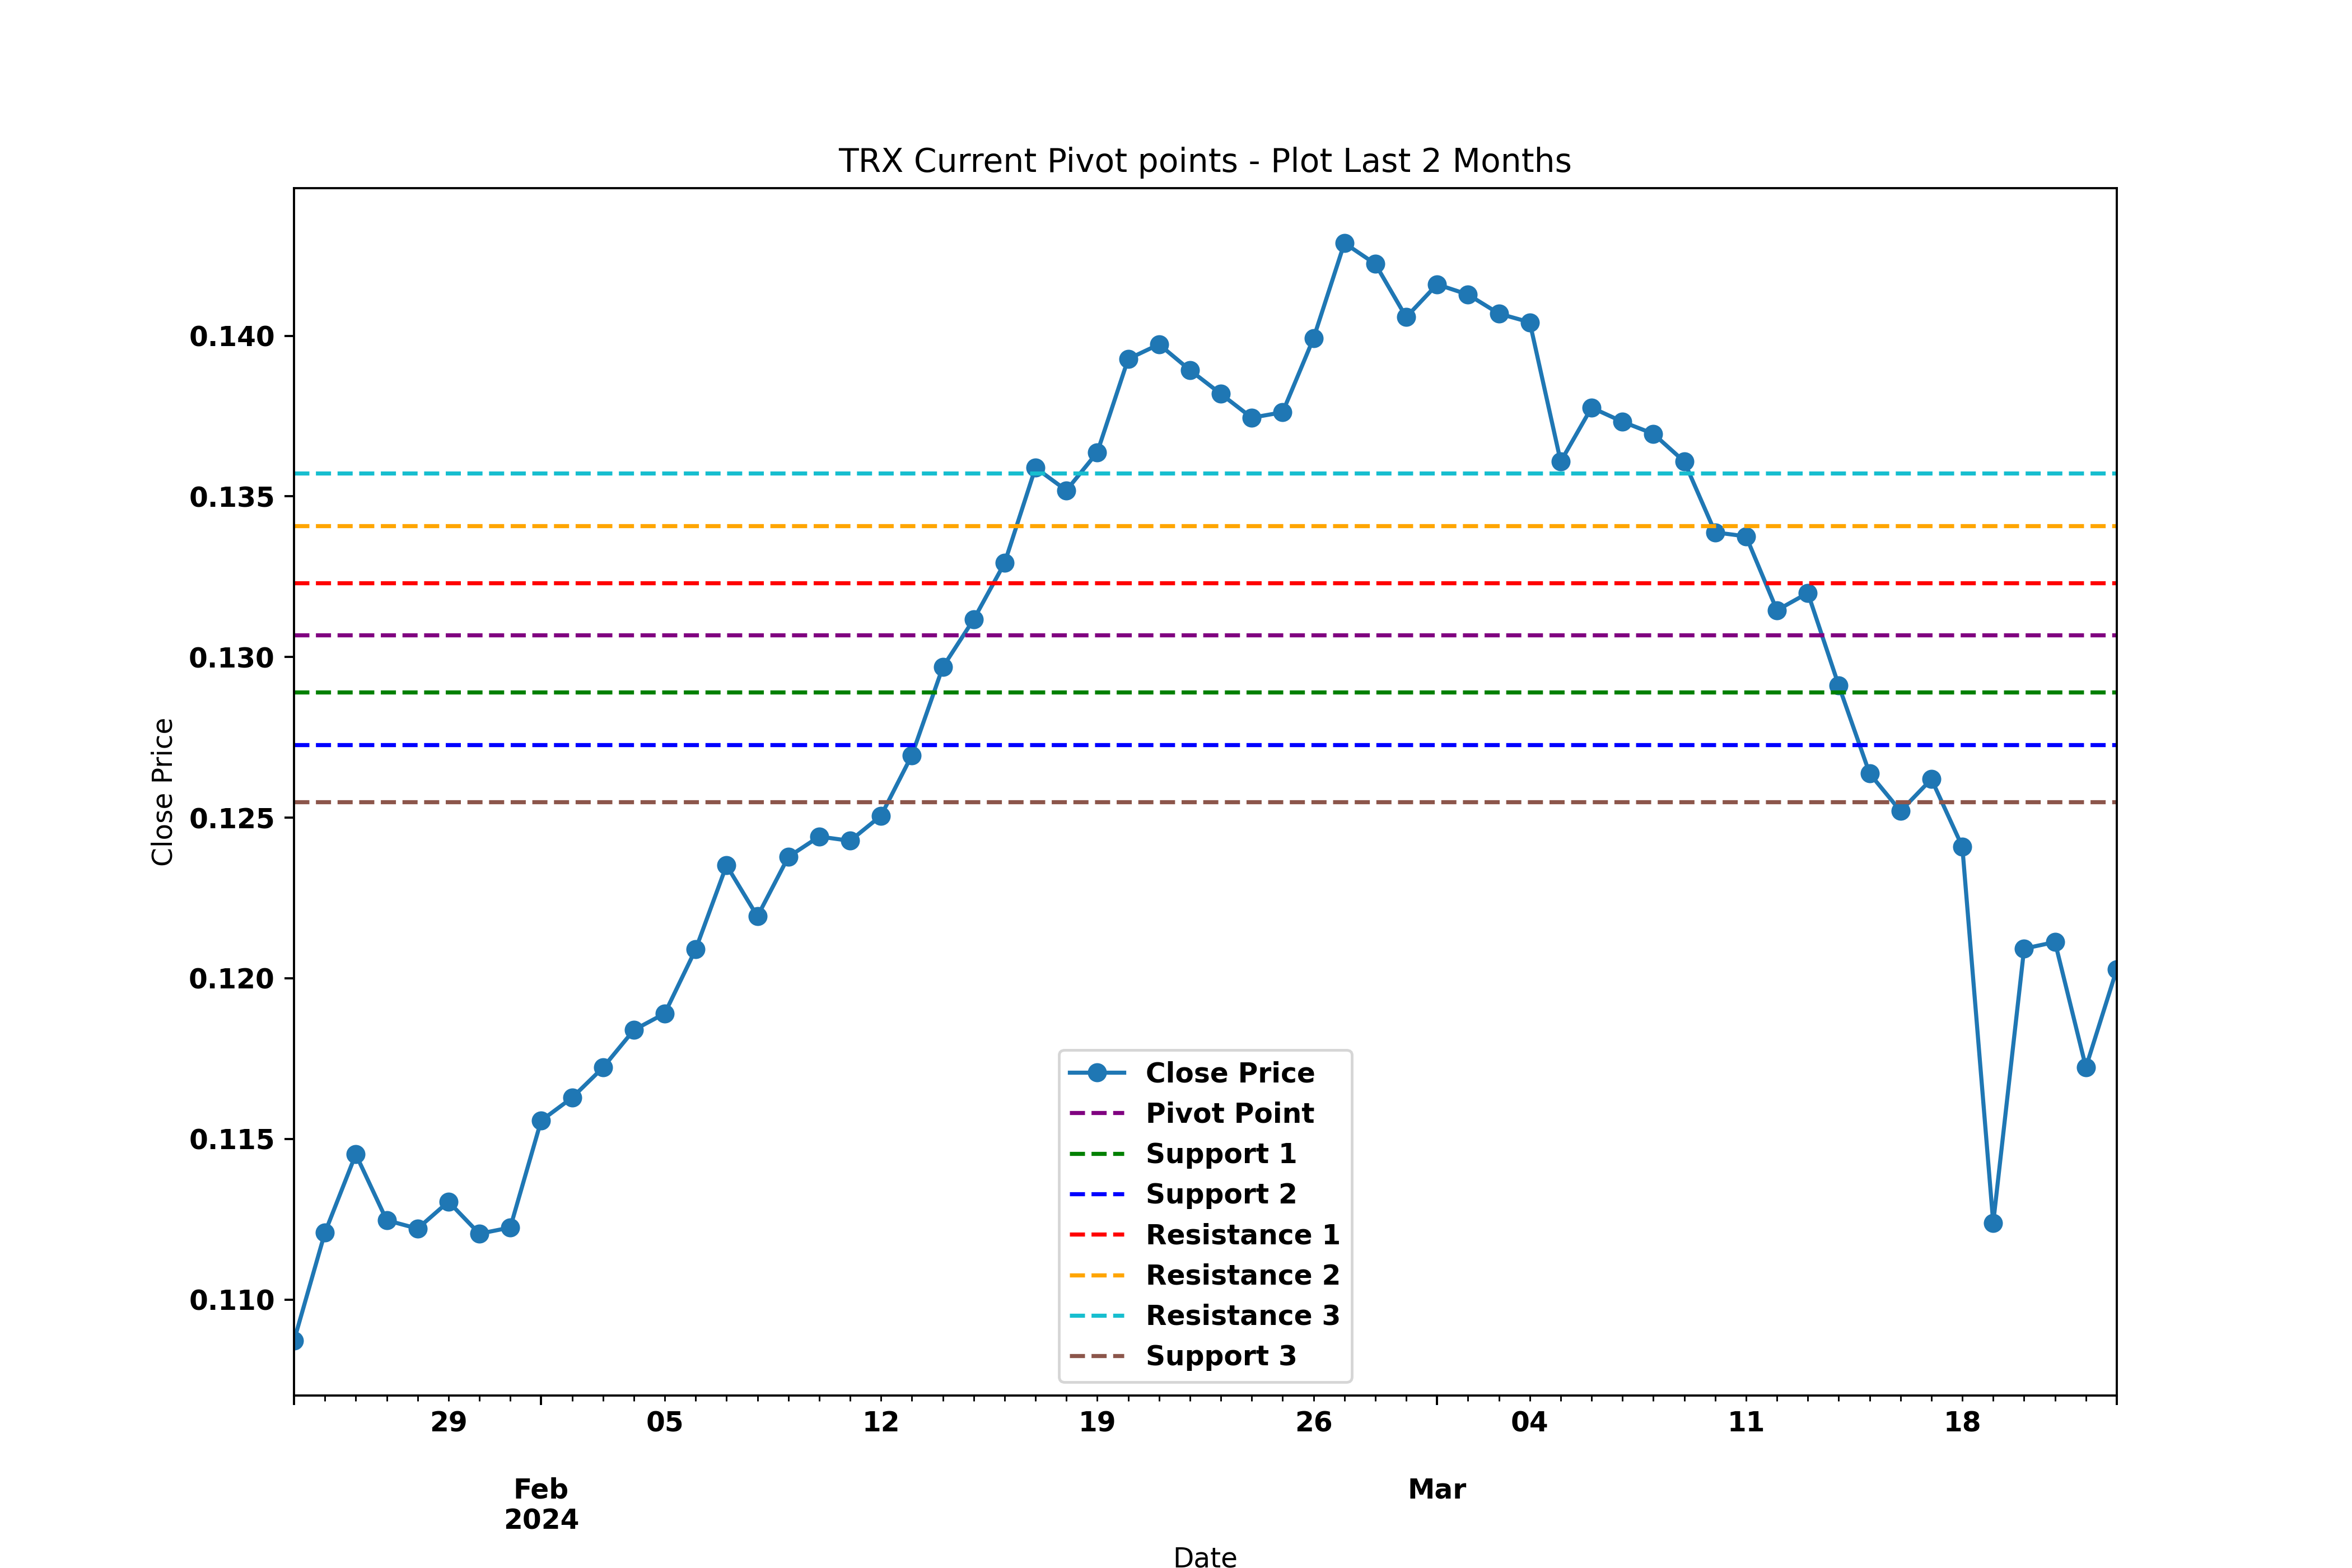 TRX Current Pivot points - Plot Last 2 Months
0.140
0.135
0.130
0.125
0.120
0.115
0.110
Close Price
Close Price
Pivot Point
Support 1
Support 2
Resistance 1
Resistance 2
Resistance 3
Support 3
29 05 12 19 26 04 11 18
Feb Mar
2024
Date